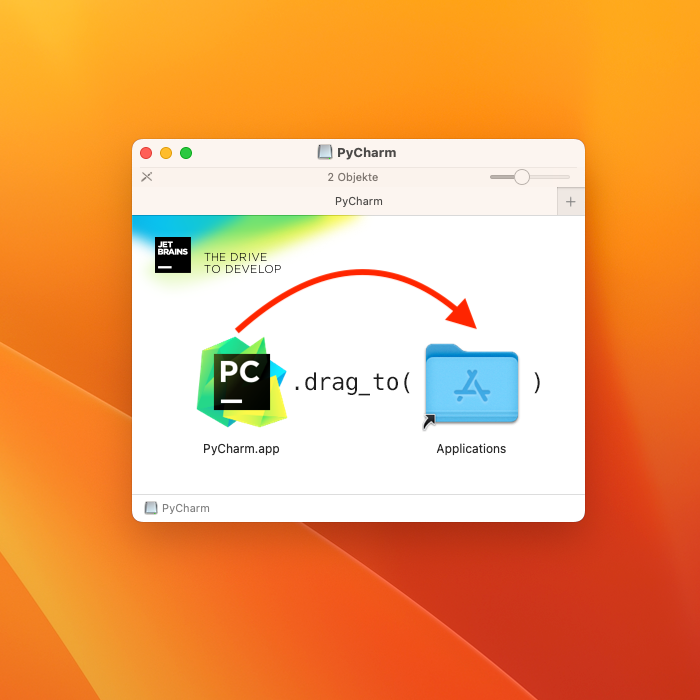 PyCharm
2 Objekte
PyCharm
+
JET
BRAINS
THE DRIVE
TO DEVELOP
PC
.drag_to( )
PyCharm.app
Applications
PyCharm